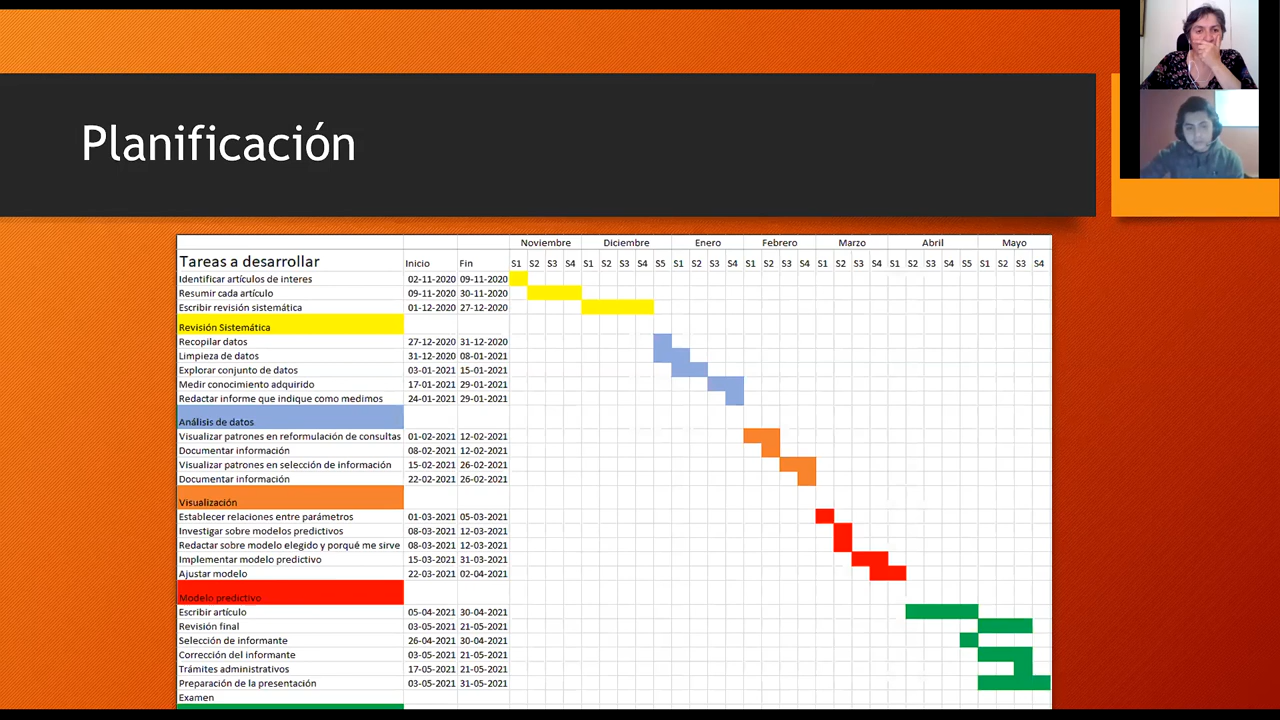 Planificación
Noviembre Diciembre Enero Febrero Marzo Abril Mayo
Tareas a desarrollar Inicio Fin S1 S2 S3 S4 S1 S2 S3 S4 S5 S1 S2 S3 S4 S1 S2 S3 S4 S1 S2 S3 S4 S1 S2 S3 S4 S5 S1 S2 S3 S4
Identificar artículos de interes 02-11-2020 09-11-2020
Resumir cada artículo 09-11-2020 30-11-2020
Escribir revisión sistemática 01-12-2020 27-12-2020
Revisión Sistemática
Recopilar datos 27-12-2020 31-12-2020
Limpieza de datos 31-12-2020 08-01-2021
Explorar conjunto de datos 03-01-2021 15-01-2021
Medir conocimiento adquirido 17-01-2021 29-01-2021
Redactar informe que indique como medimos 24-01-2021 29-01-2021
Análisis de datos
Visualizar patrones en reformulación de consultas 01-02-2021 12-02-2021
Documentar información 08-02-2021 12-02-2021
Visualizar patrones en selección de información 15-02-2021 26-02-2021
Documentar información 22-02-2021 26-02-2021
Visualización
Establecer relaciones entre parámetros 01-03-2021 05-03-2021
Investigar sobre modelos predictivos 08-03-2021 12-03-2021
Redactar sobre modelo elegido y porqué me sirve 08-03-2021 12-03-2021
Implementar modelo predictivo 15-03-2021 31-03-2021
Ajustar modelo 22-03-2021 02-04-2021
Modelo predictivo
Escribir artículo 05-04-2021 30-04-2021
Revisión final 03-05-2021 21-05-2021
Selección de informante 26-04-2021 30-04-2021
Corrección del informante 03-05-2021 21-05-2021
Trámites administrativos 17-05-2021 21-05-2021
Preparación de la presentación 03-05-2021 31-05-2021
Examen